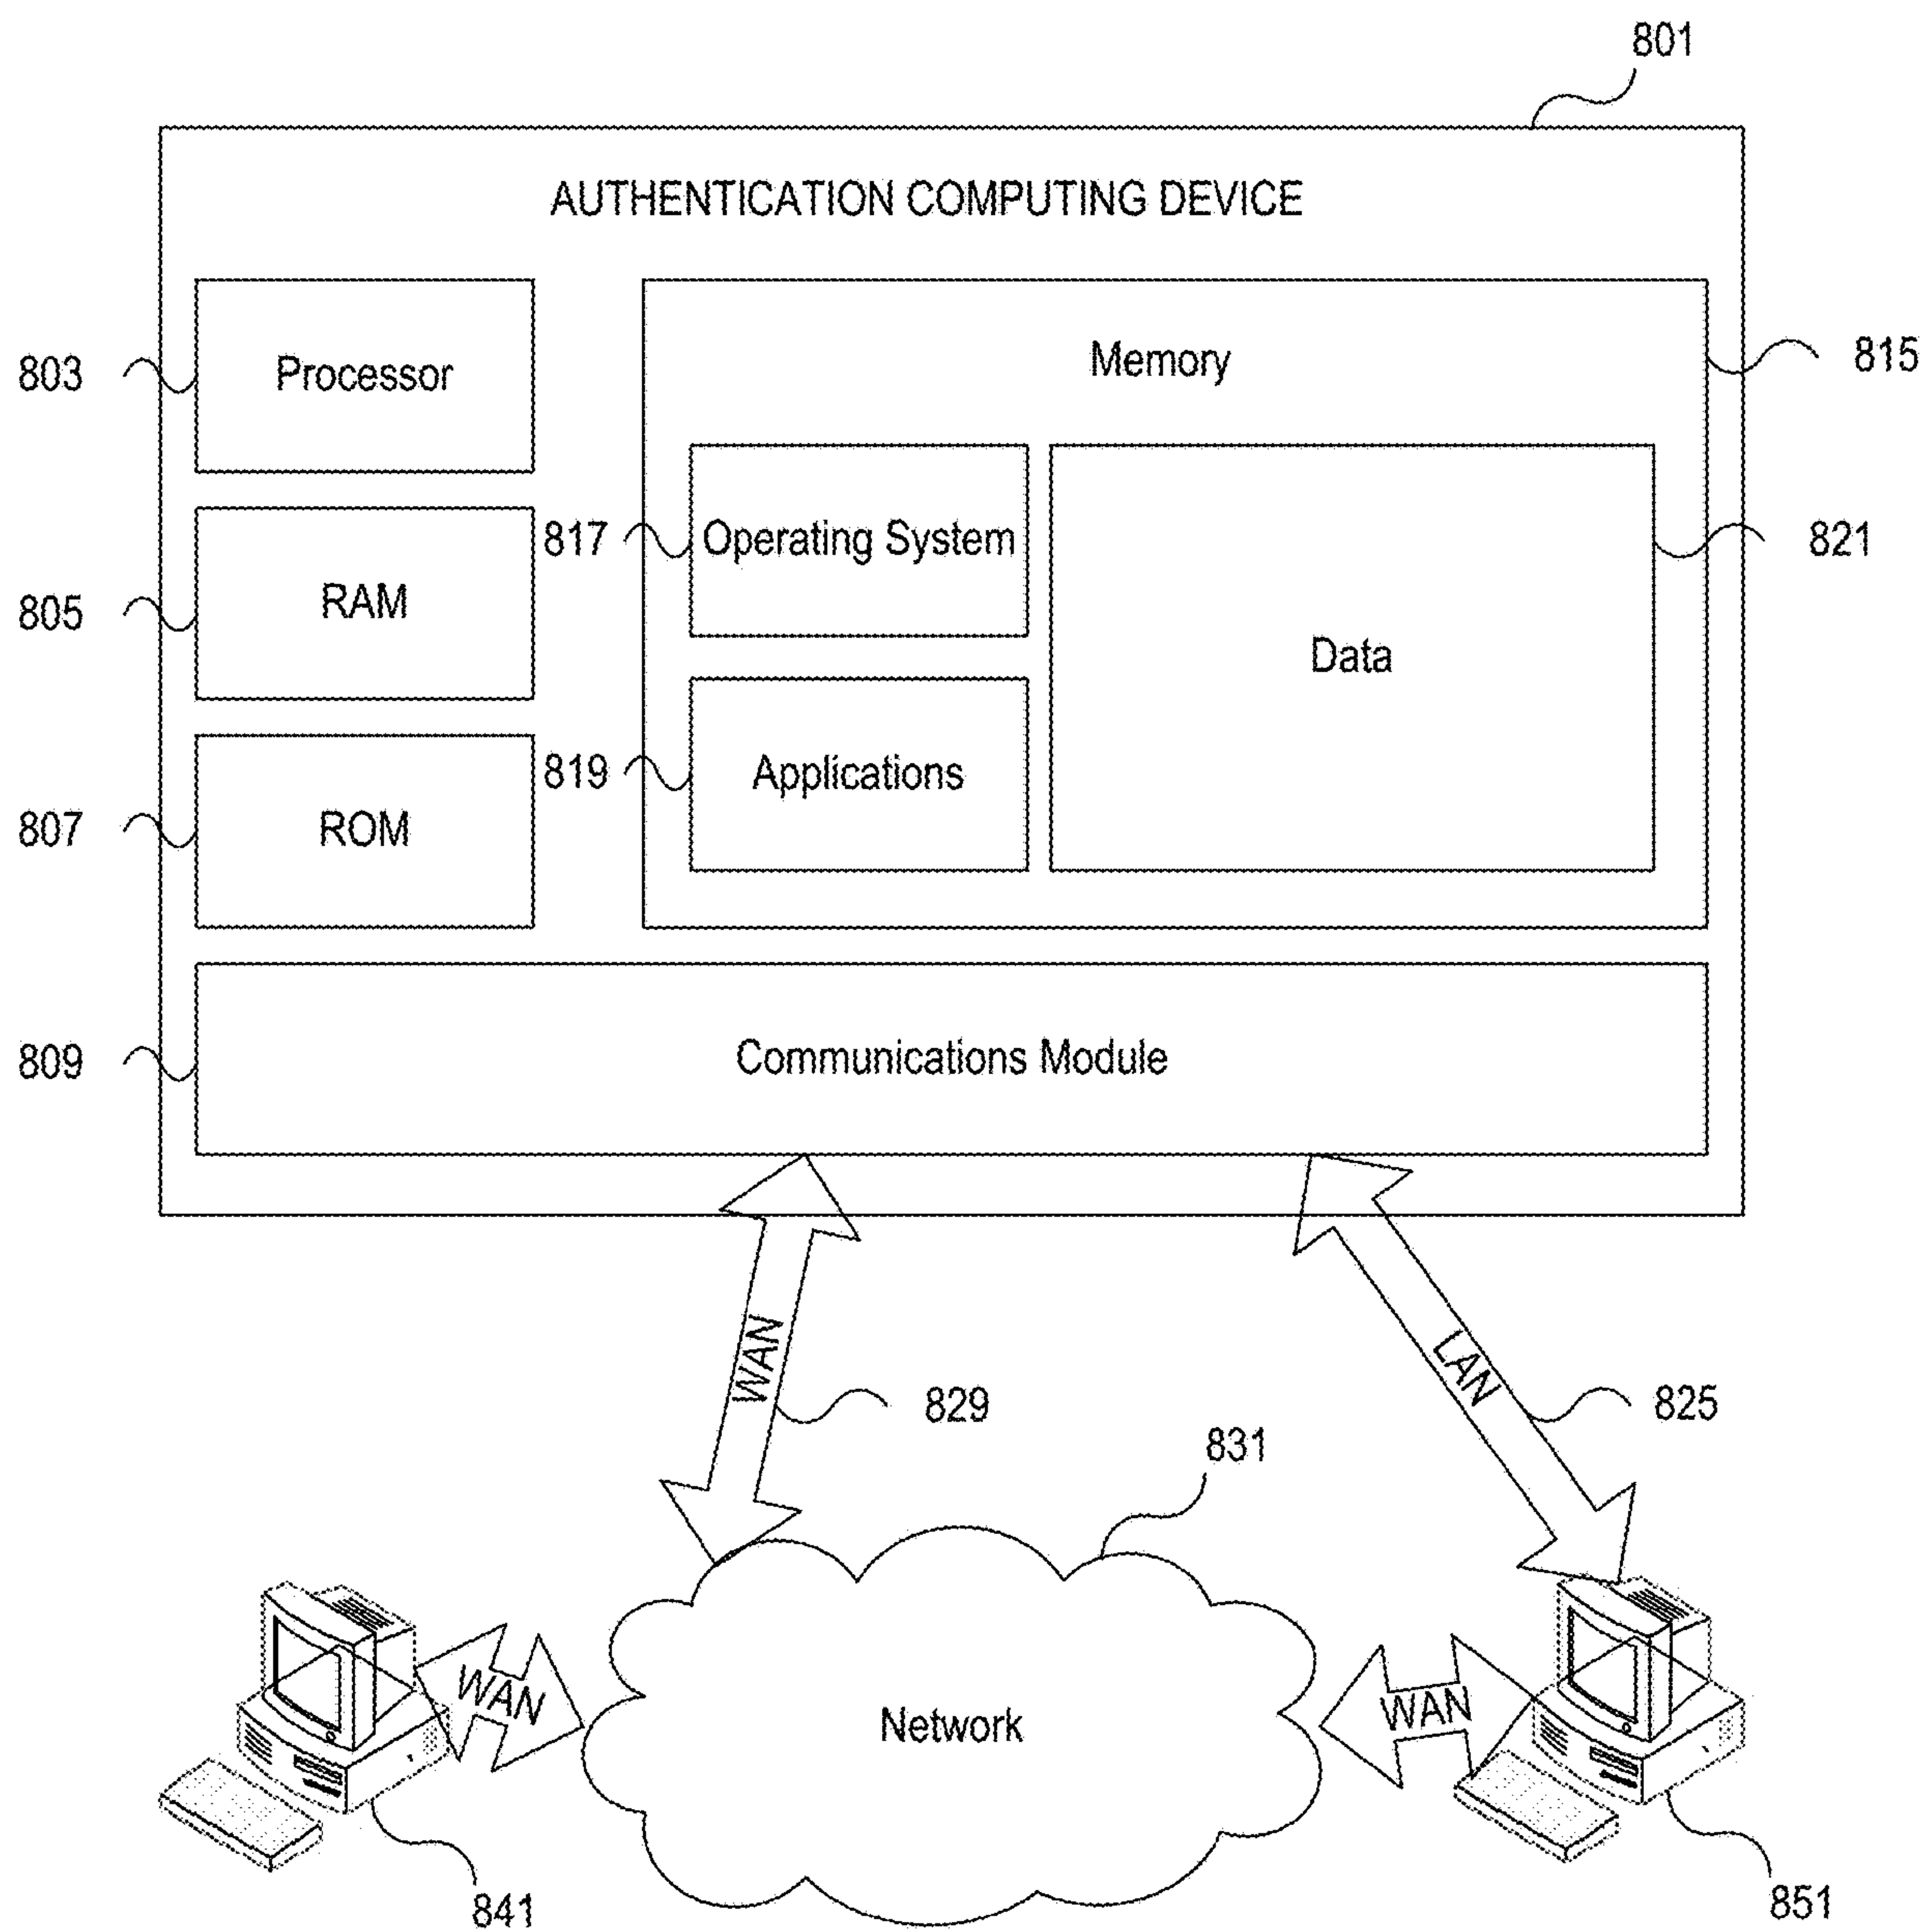 801
AUTHENTICATION COMPUTING DEVICE
803
Processor
Memory
815
817
Operating System
821
805
RAM
Data
819
Applications
807
ROM
809
Communications Module
WAN
829
LAN
825
831
WAN
Network
WAN
841
851